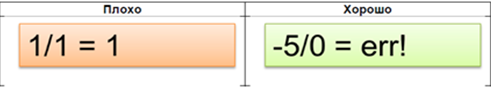 Плохо Хорошо
1/1 = 1 -5/0 = err!